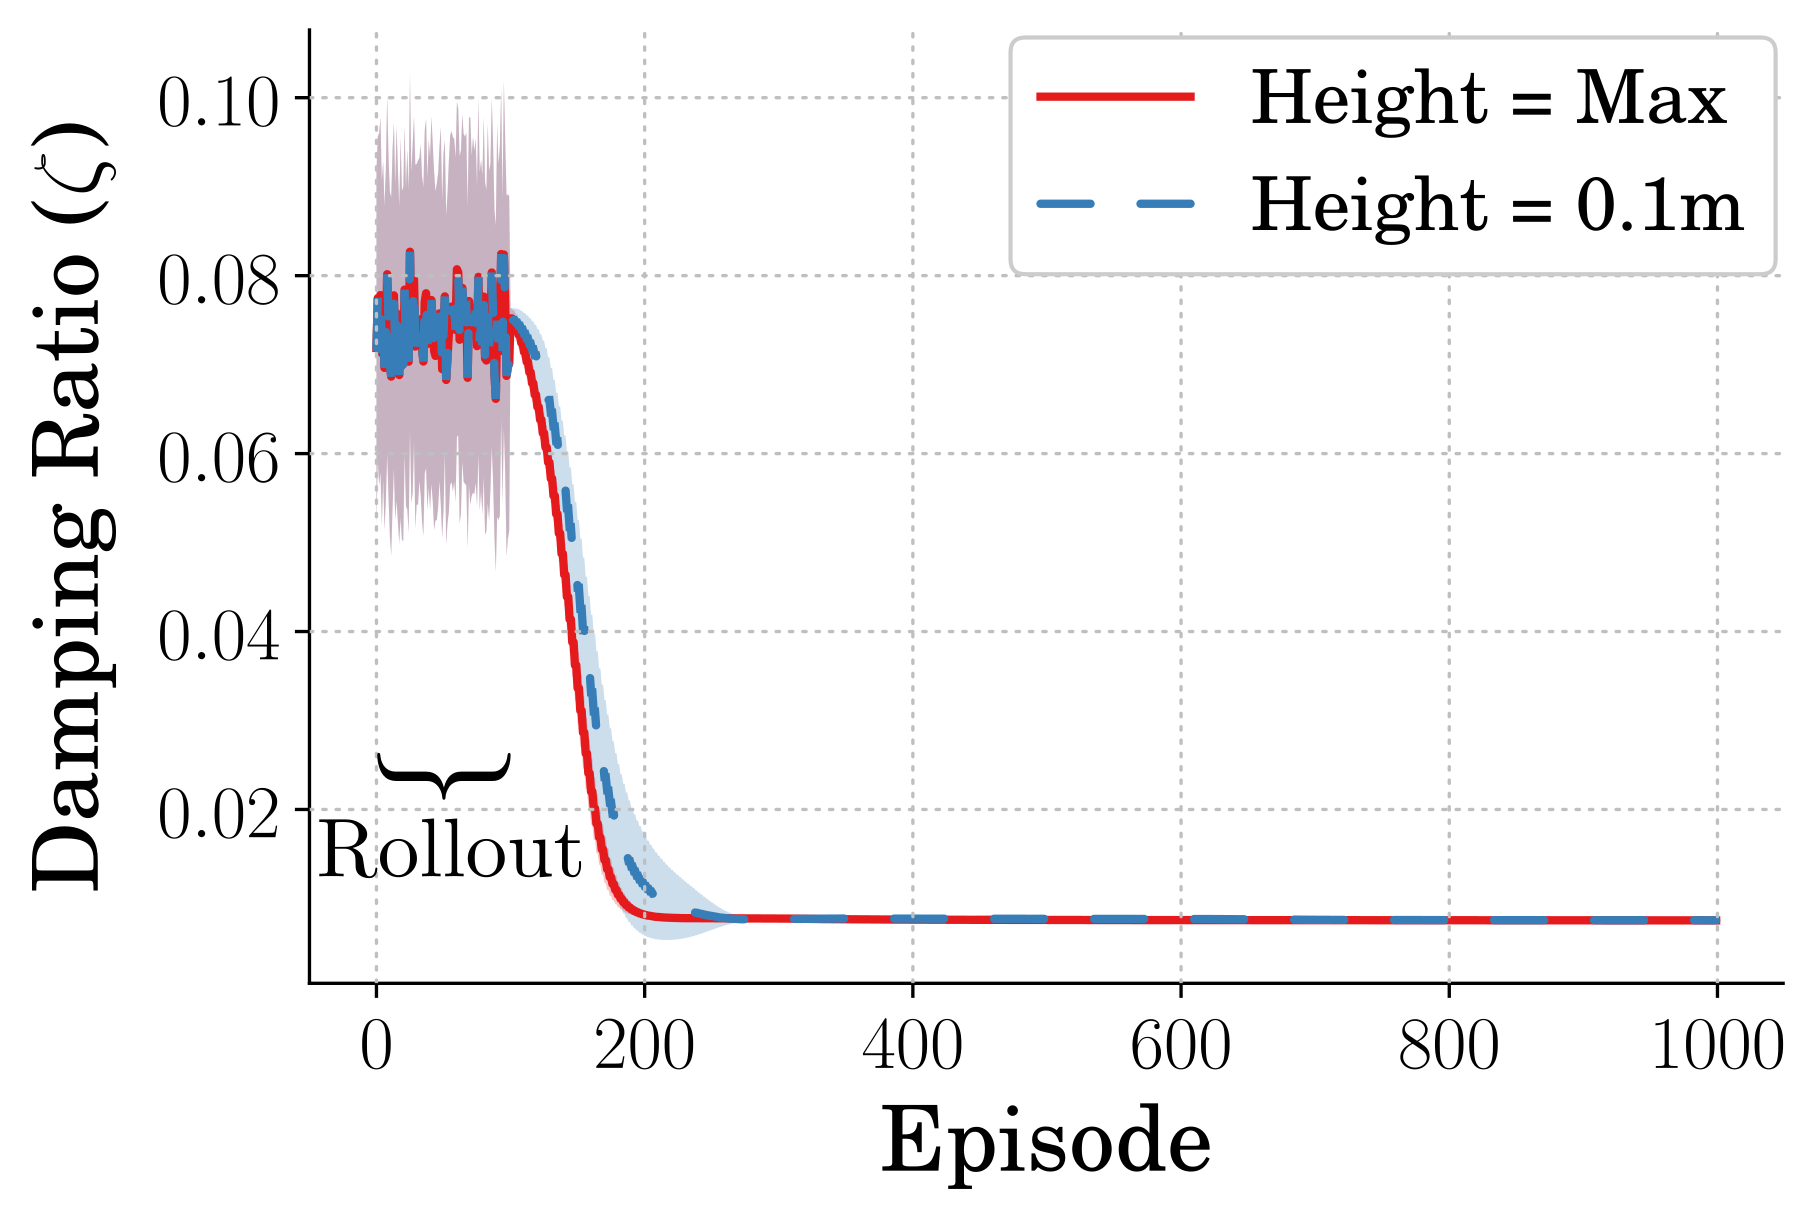 Height = Max
Height = 0.1m
Damping Ratio (ζ)
0.10
0.08
0.06
0.04
0.02
Rollout
0 200 400 600 800 1000
Episode